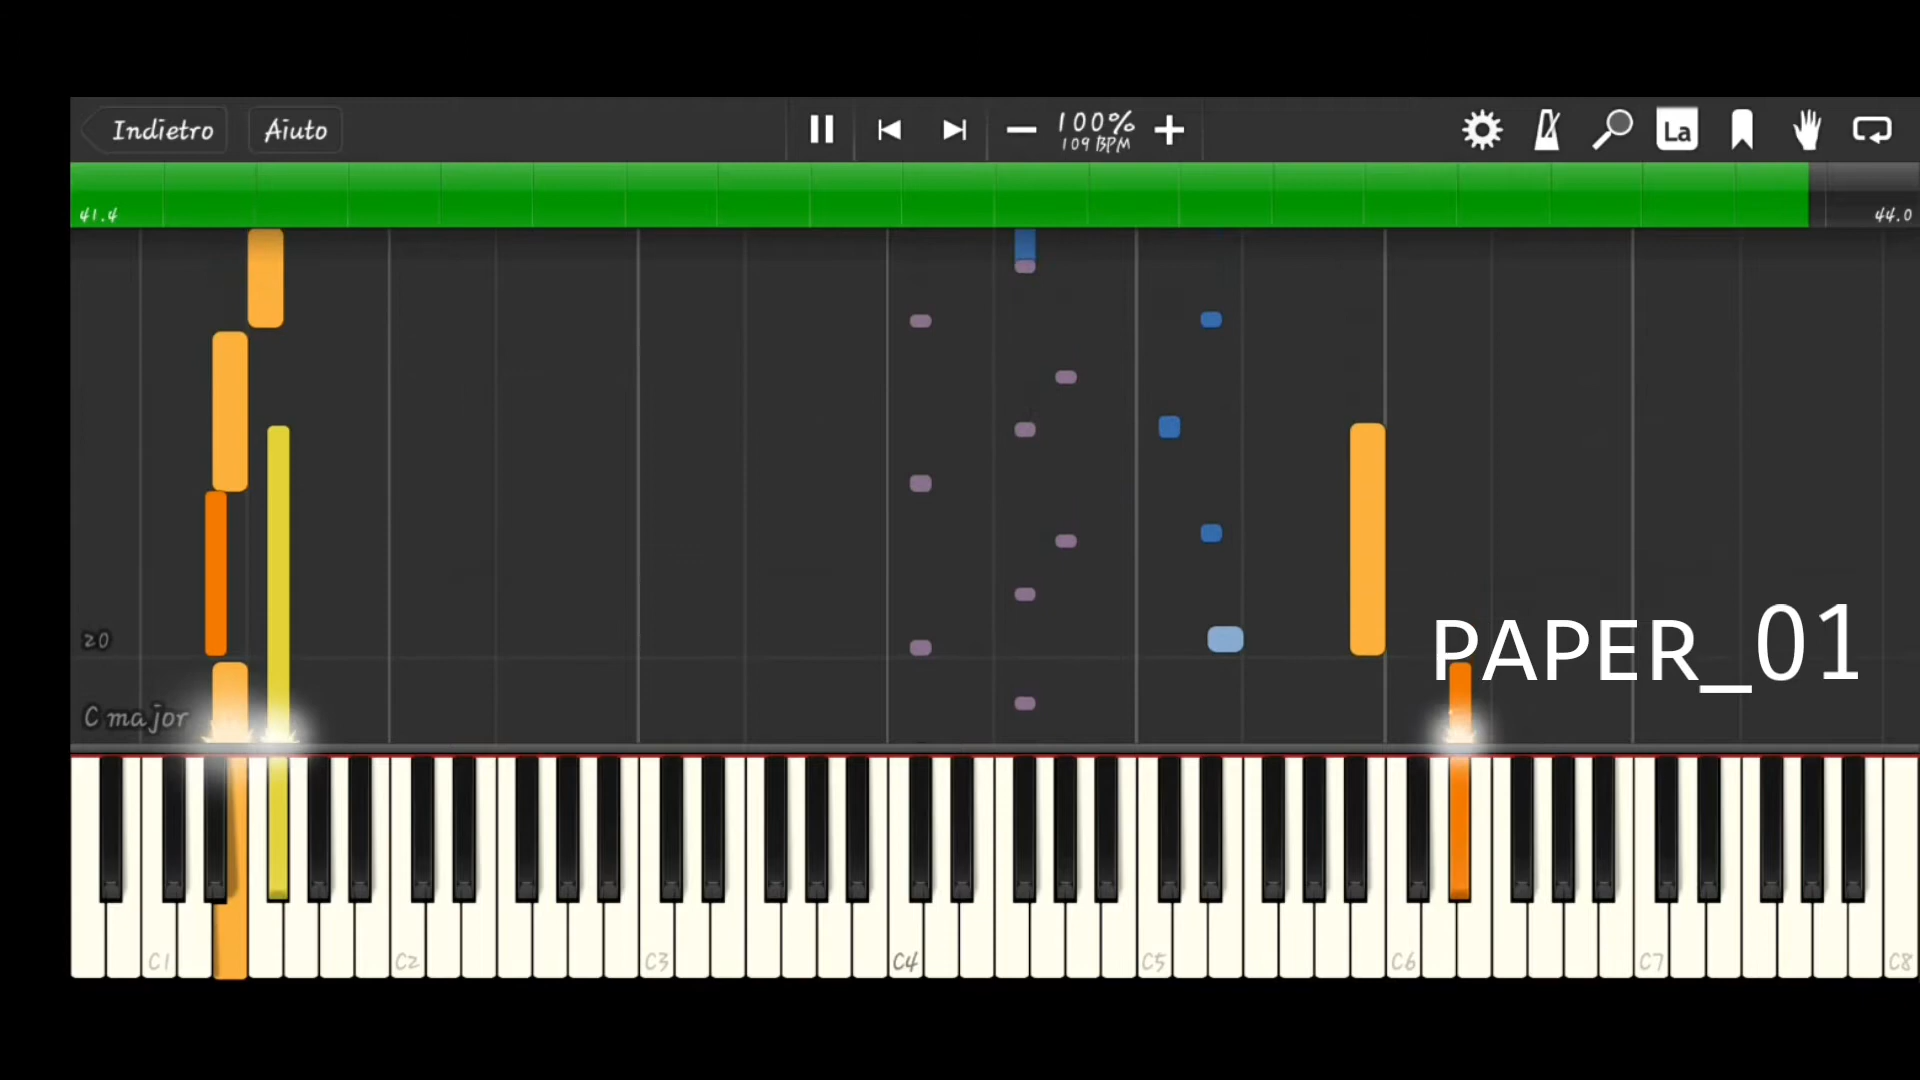 Indietro
Aiuto
100%
109 BPM
La
41.4
44.0
20
PAPER_01
C major
C1
C2
C3
C4
C5
C6
C7
C8